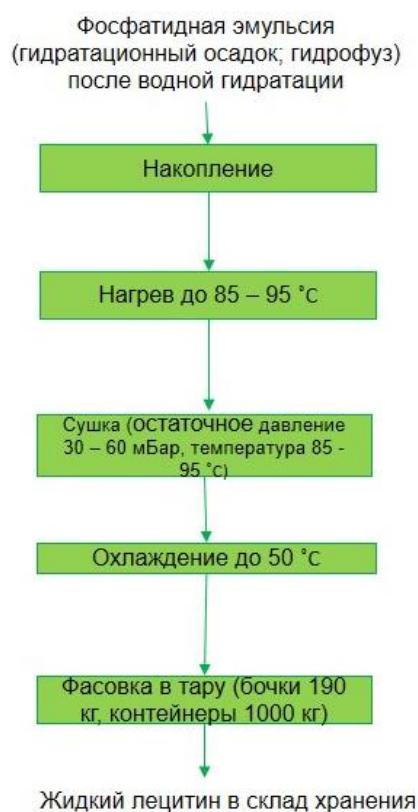 Фосфатидная эмульсия
(гидратационный осадок; гидрофуз)
после водной гидратации
Накопление
Нагрев до 85 – 95 ˚С
Сушка (остаточное давление
30 – 60 мБар, температура 85 -
95 ˚С)
Охлаждение до 50 ˚С
Фасовка в тару (бочки 190
кг, контейнеры 1000 кг)
Жидкий лецитин в склад хранения